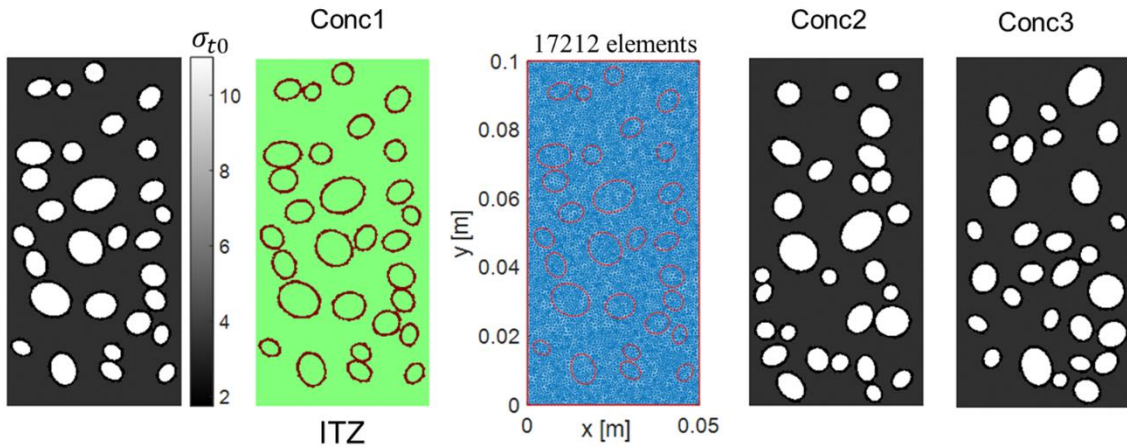 Conc1
Conc2
Conc3
σt0
17212 elements
10
8
6
4
2
0.1
0.08
0.06
0.04
0.02
0
y [m]
0
0.05
x [m]
ITZ